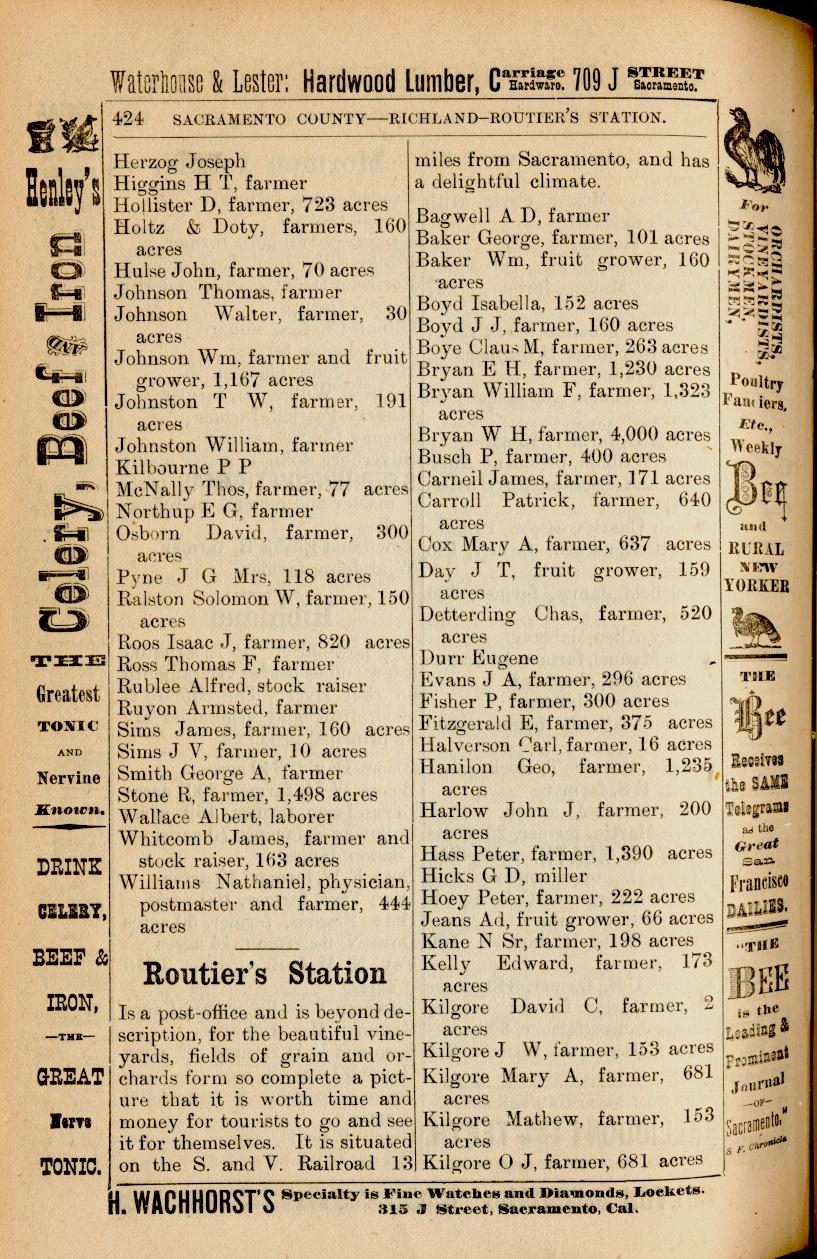 Waterhouse & Lester: Hardwood Lumber, Carriage Hardware. 709 J STREET Sacramento.
424 SACRAMENTO COUNTY—RICHLAND–ROUTIER'S STATION.
Henley's
Celery, Beef and Iron
THE
Greatest
TONIC
AND
Nervine
Known.
DRINK
CELERY,
BEEF &
IRON,
—THE—
GREAT
Nerve
TONIC.
Herzog Joseph
Higgins H T, farmer
Hollister D, farmer, 723 acres
Holtz & Doty, farmers, 160
acres
Hulse John, farmer, 70 acres
Johnson Thomas, farmer
Johnson Walter, farmer, 30
acres
Johnson Wm, farmer and fruit
grower, 1,167 acres
Johnston T W, farmer, 191
acres
Johnston William, farmer
Kilbourne P P
McNally Thos, farmer, 77 acres
Northup E G, farmer
Osborn David, farmer, 300
acres
Pyne J G Mrs, 118 acres
Ralston Solomon W, farmer, 150
acres
Roos Isaac J, farmer, 820 acres
Ross Thomas F, farmer
Rublee Alfred, stock raiser
Ruyon Armsted, farmer
Sims James, farmer, 160 acres
Sims J V, farmer, 10 acres
Smith George A, farmer
Stone R, farmer, 1,498 acres
Wallace Albert, laborer
Whitcomb James, farmer and
stock raiser, 163 acres
Williams Nathaniel, physician,
postmaster and farmer, 444
acres
Routier's Station
Is a post-office and is beyond de-
scription, for the beautiful vine-
yards, fields of grain and or-
chards form so complete a pict-
ure that it is worth time and
money for tourists to go and see
it for themselves. It is situated
on the S. and V. Railroad 13
miles from Sacramento, and has
a delightful climate.
Bagwell A D, farmer
Baker George, farmer, 101 acres
Baker Wm, fruit grower, 160
acres
Boyd Isabella, 152 acres
Boyd J J, farmer, 160 acres
Boye Claus M, farmer, 263 acres
Bryan E H, farmer, 1,230 acres
Bryan William F, farmer, 1,323
acres
Bryan W H, farmer, 4,000 acres
Busch P, farmer, 400 acres
Carneil James, farmer, 171 acres
Carroll Patrick, farmer, 640
acres
Cox Mary A, farmer, 637 acres
Day J T, fruit grower, 159
acres
Detterding Chas, farmer, 520
acres
Durr Eugene
Evans J A, farmer, 296 acres
Fisher P, farmer, 300 acres
Fitzgerald E, farmer, 375 acres
Halverson Carl, farmer, 16 acres
Hanilon Geo, farmer, 1,235
acres
Harlow John J, farmer, 200
acres
Hass Peter, farmer, 1,390 acres
Hicks G D, miller
Hoey Peter, farmer, 222 acres
Jeans Ad, fruit grower, 66 acres
Kane N Sr, farmer, 198 acres
Kelly Edward, farmer, 173
acres
Kilgore David C, farmer, 2
acres
Kilgore J W, farmer, 153 acres
Kilgore Mary A, farmer, 681
acres
Kilgore Mathew, farmer, 153
acres
Kilgore O J, farmer, 681 acres
For
ORCHARDISTS,
VINEYARDISTS,
STOCKMEN,
DAIRYMEN,
Poultry
Fanciers,
Etc.,
Weekly
Bee
and
RURAL
NEW
YORKER
THE
Bee
Receives
the SAME
Telegrams
as the
Great
San
Francisco
DAILIES.
"THE
BEE
is the
Leading &
Prominent
Journal
—OF—
Sacramento."
S F. Chronicle.
H. WACHHORST'S Specialty is Fine Watches and Diamonds, Lockets.
315 J Street, Sacramento, Cal.